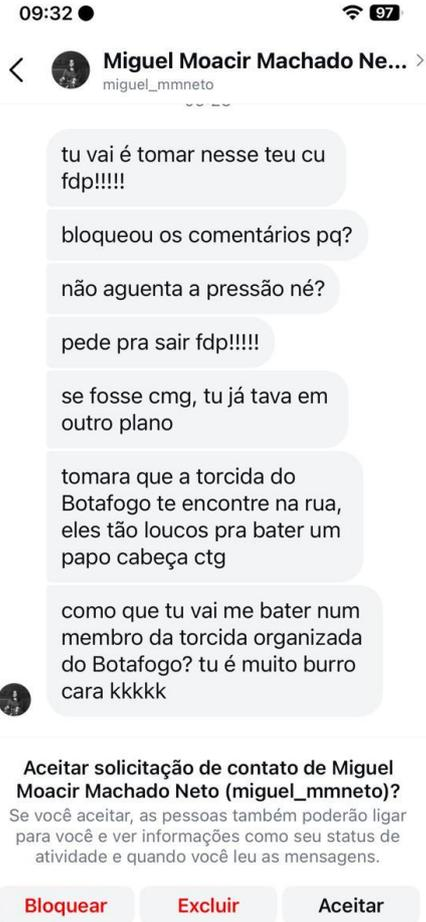 09:32
97
Miguel Moacir Machado Ne...
miguel_mmneto
tu vai é tomar nesse teu cu
fdp!!!!!
bloqueou os comentários pq?
não aguenta a pressão né?
pede pra sair fdp!!!!!
se fosse cmg, tu já tava em
outro plano
tomara que a torcida do
Botafogo te encontre na rua,
eles tão loucos pra bater um
papo cabeça ctg
como que tu vai me bater num
membro da torcida organizada
do Botafogo? tu é muito burro
cara kkkkk
Aceitar solicitação de contato de Miguel
Moacir Machado Neto (miguel_mmneto)?
Se você aceitar, as pessoas também poderão ligar
para você e ver informações como seu status de
atividade e quando você leu as mensagens.
Bloquear
Excluir
Aceitar